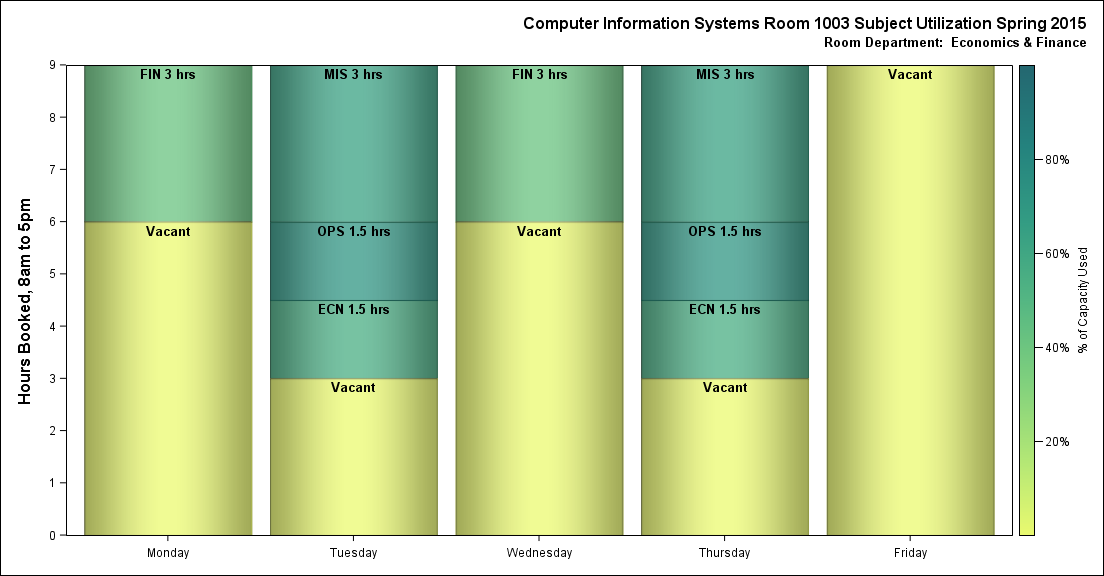 Computer Information Systems Room 1003 Subject Utilization Spring 2015
Room Department: Economics & Finance
Hours Booked, 8am to 5pm
9
8
7
6
5
4
3
2
1
0
FIN 3 hrs
Vacant
MIS 3 hrs
OPS 1.5 hrs
ECN 1.5 hrs
Vacant
FIN 3 hrs
Vacant
MIS 3 hrs
OPS 1.5 hrs
ECN 1.5 hrs
Vacant
Vacant
Monday
Tuesday
Wednesday
Thursday
Friday
80%
60%
40%
20%
% of Capacity Used